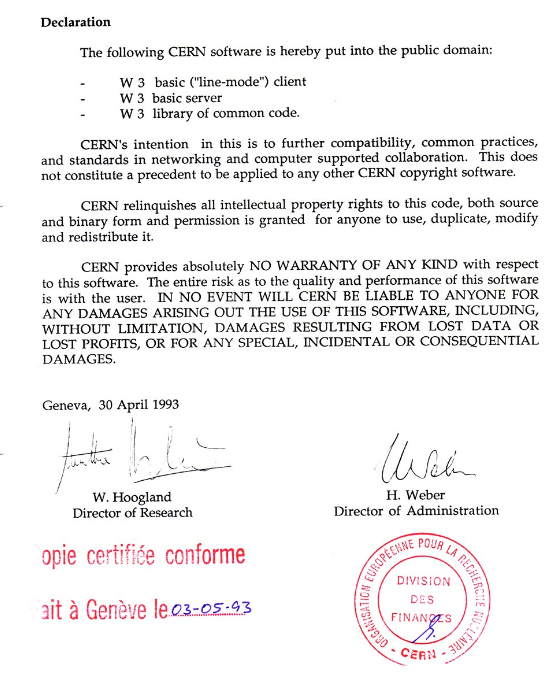 Declaration
The following CERN software is hereby put into the public domain:
- W 3 basic ("line-mode") client
- W 3 basic server
- W 3 library of common code.
CERN's intention in this is to further compatibility, common practices,
and standards in networking and computer supported collaboration. This does
not constitute a precedent to be applied to any other CERN copyright software.
CERN relinquishes all intellectual property rights to this code, both source
and binary form and permission is granted for anyone to use, duplicate, modify
and redistribute it.
CERN provides absolutely NO WARRANTY OF ANY KIND with respect
to this software. The entire risk as to the quality and performance of this software
is with the user. IN NO EVENT WILL CERN BE LIABLE TO ANYONE FOR
ANY DAMAGES ARISING OUT THE USE OF THIS SOFTWARE, INCLUDING,
WITHOUT LIMITATION, DAMAGES RESULTING FROM LOST DATA OR
LOST PROFITS, OR FOR ANY SPECIAL, INCIDENTAL OR CONSEQUENTIAL
DAMAGES.
Geneva, 30 April 1993
W. Hoogland
Director of Research
H. Weber
Director of Administration
opie certifiée conforme
ait à Genève le 03-05-93
ORGANISATION EUROPÉENNE POUR LA RECHERCHE NUCLÉAIRE
DIVISION
DES
FINANCES
- CERN -